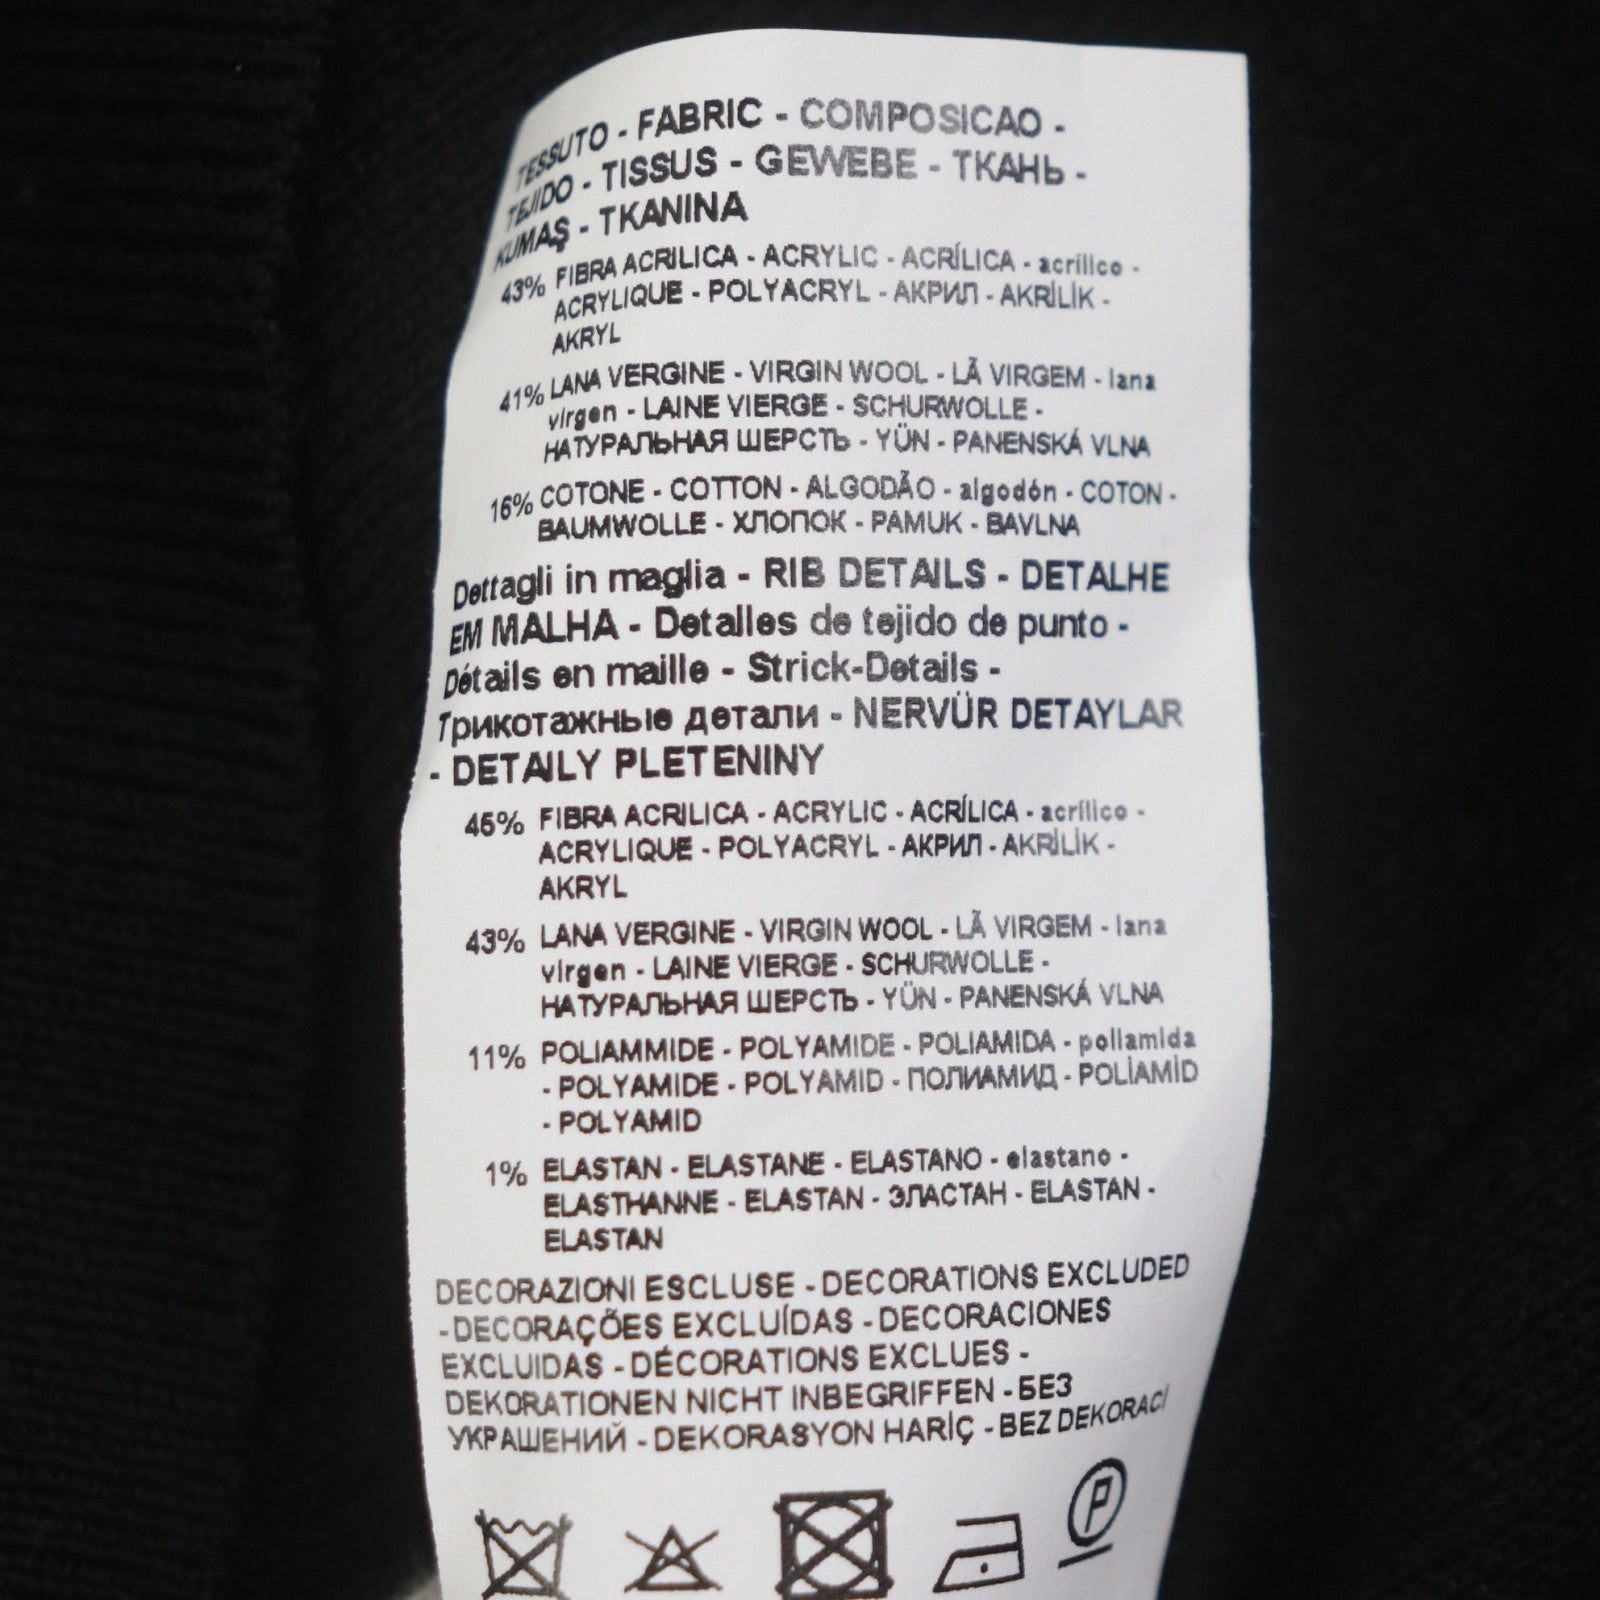 TESSUTO - FABRIC - COMPOSICAO -
TEJIDO - TISSUS - GEWEBE - ТКАНЬ -
KUMAŞ - TKANINA
43% FIBRA ACRILICA - ACRYLIC - ACRÍLICA - acrílico -
ACRYLIQUE - POLYACRYL - АКРИЛ - AKRİLİK -
AKRYL
41% LANA VERGINE - VIRGIN WOOL - LÃ VIRGEM - lana
virgen - LAINE VIERGE - SCHURWOLLE -
НАТУРАЛЬНАЯ ШЕРСТЬ - YÜN - PANENSKÁ VLNA
16% COTONE - COTTON - ALGODÃO - algodón - COTON -
BAUMWOLLE - ХЛОПОК - PAMUK - BAVLNA
Dettagli in maglia - RIB DETAILS - DETALHE
EM MALHA - Detalles de tejido de punto -
Détails en maille - Strick-Details -
Трикотажные детали - NERVÜR DETAYLAR
- DETAILY PLETENINY
45% FIBRA ACRILICA - ACRYLIC - ACRÍLICA - acrílico -
ACRYLIQUE - POLYACRYL - АКРИЛ - AKRİLİK -
AKRYL
43% LANA VERGINE - VIRGIN WOOL - LÃ VIRGEM - lana
virgen - LAINE VIERGE - SCHURWOLLE -
НАТУРАЛЬНАЯ ШЕРСТЬ - YÜN - PANENSKÁ VLNA
11% POLIAMMIDE - POLYAMIDE - POLIAMIDA - poliamida
- POLYAMIDE - POLYAMID - ПОЛИАМИД - POLİAMİD
- POLYAMID
1% ELASTAN - ELASTANE - ELASTANO - elastano -
ELASTHANNE - ELASTAN - ЭЛАСТАН - ELASTAN -
ELASTAN
DECORAZIONI ESCLUSE - DECORATIONS EXCLUDED
- DECORAÇÕES EXCLUÍDAS - DECORACIONES
EXCLUIDAS - DÉCORATIONS EXCLUES -
DEKORATIONEN NICHT INBEGRIFFEN - БЕЗ
УКРАШЕНИЙ - DEKORASYON HARİÇ - BEZ DEKORACÍ
P